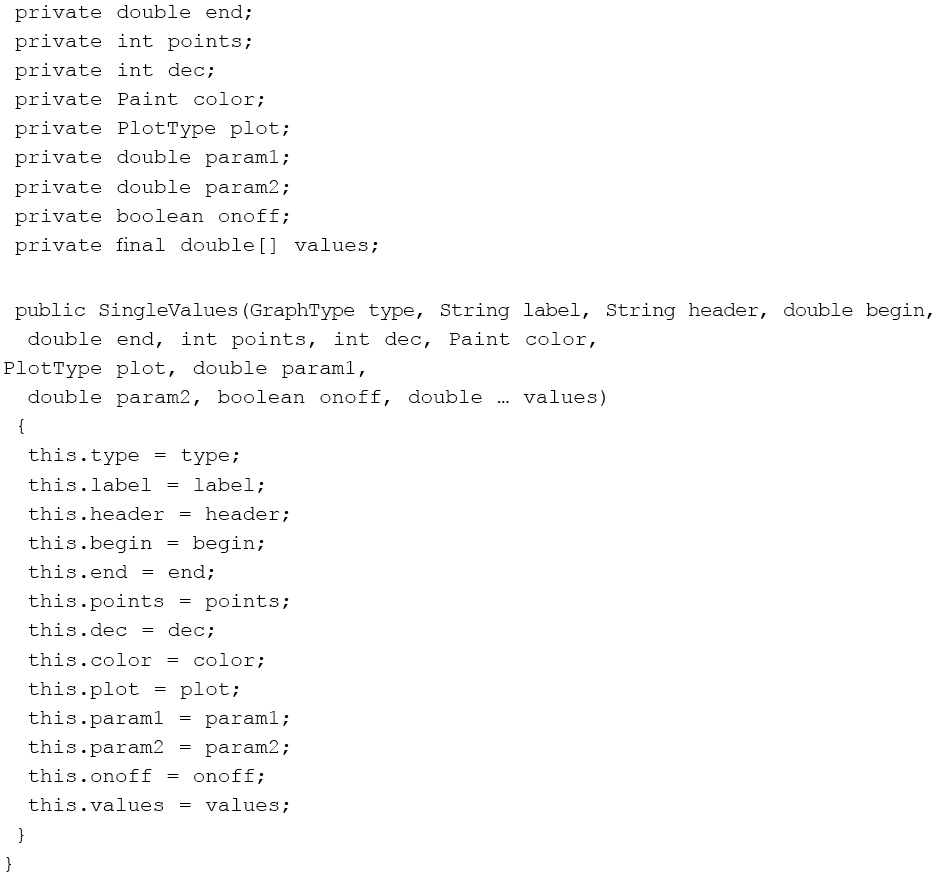 private double end;
private int points;
private int dec;
private Paint color;
private PlotType plot;
private double param1;
private double param2;
private boolean onoff;
private final double[] values;
public SingleValues(GraphType type, String label, String header, double begin,
double end, int points, int dec, Paint color,
PlotType plot, double param1,
double param2, boolean onoff, double … values)
{
this.type = type;
this.label = label;
this.header = header;
this.begin = begin;
this.end = end;
this.points = points;
this.dec = dec;
this.color = color;
this.plot = plot;
this.param1 = param1;
this.param2 = param2;
this.onoff = onoff;
this.values = values;
}
}